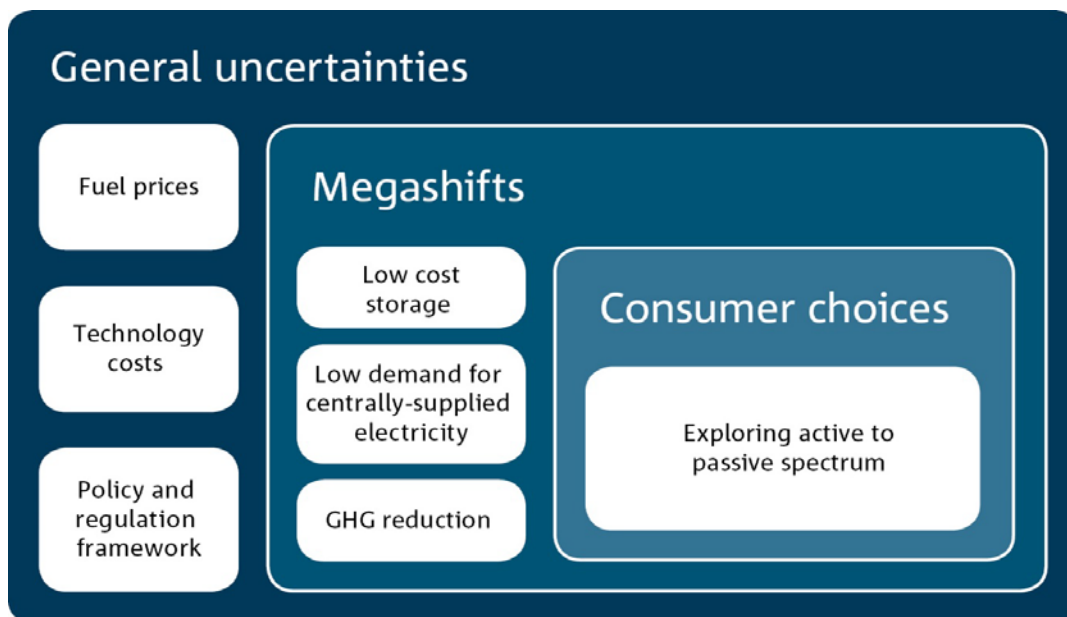 General uncertainties
Fuel prices
Technology
costs
Policy and
regulation
framework
Megashifts
Low cost
storage
Low demand for
centrally-supplied
electricity
GHG reduction
Consumer choices
Exploring active to
passive spectrum